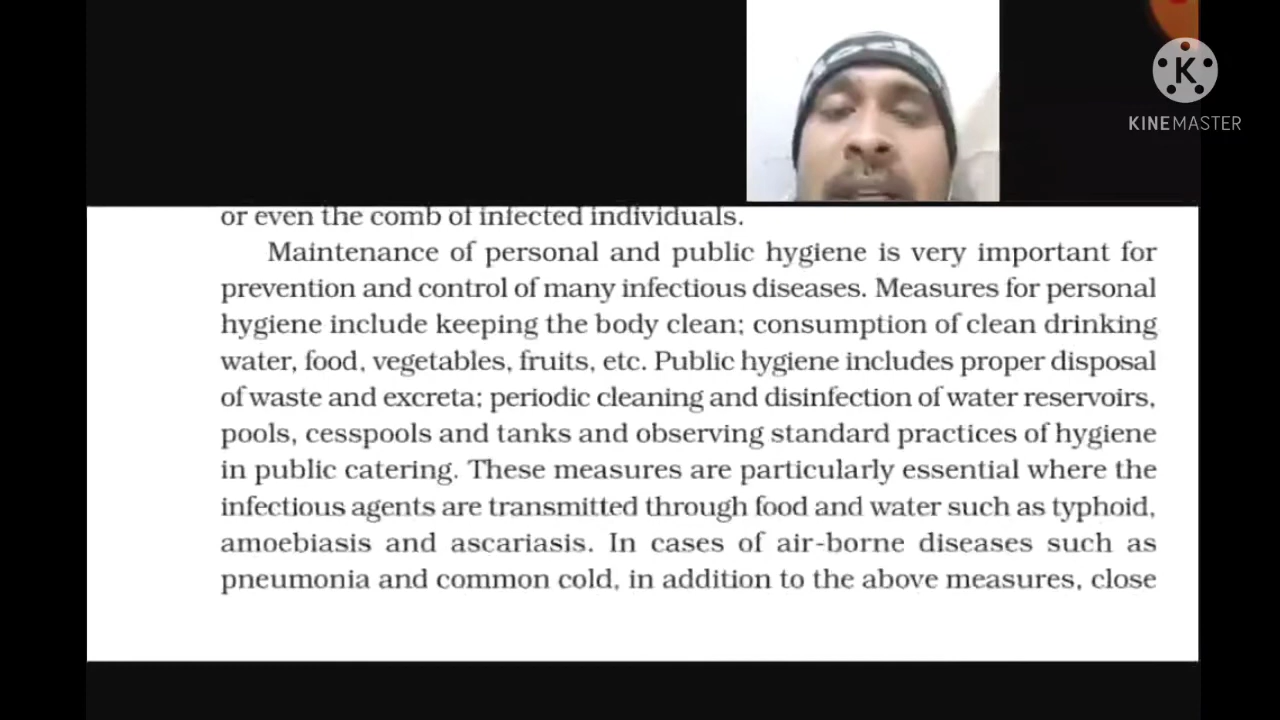 K
KINEMASTER
or even the comb of infected individuals.
Maintenance of personal and public hygiene is very important for
prevention and control of many infectious diseases. Measures for personal
hygiene include keeping the body clean; consumption of clean drinking
water, food, vegetables, fruits, etc. Public hygiene includes proper disposal
of waste and excreta; periodic cleaning and disinfection of water reservoirs,
pools, cesspools and tanks and observing standard practices of hygiene
in public catering. These measures are particularly essential where the
infectious agents are transmitted through food and water such as typhoid,
amoebiasis and ascariasis. In cases of air-borne diseases such as
pneumonia and common cold, in addition to the above measures, close